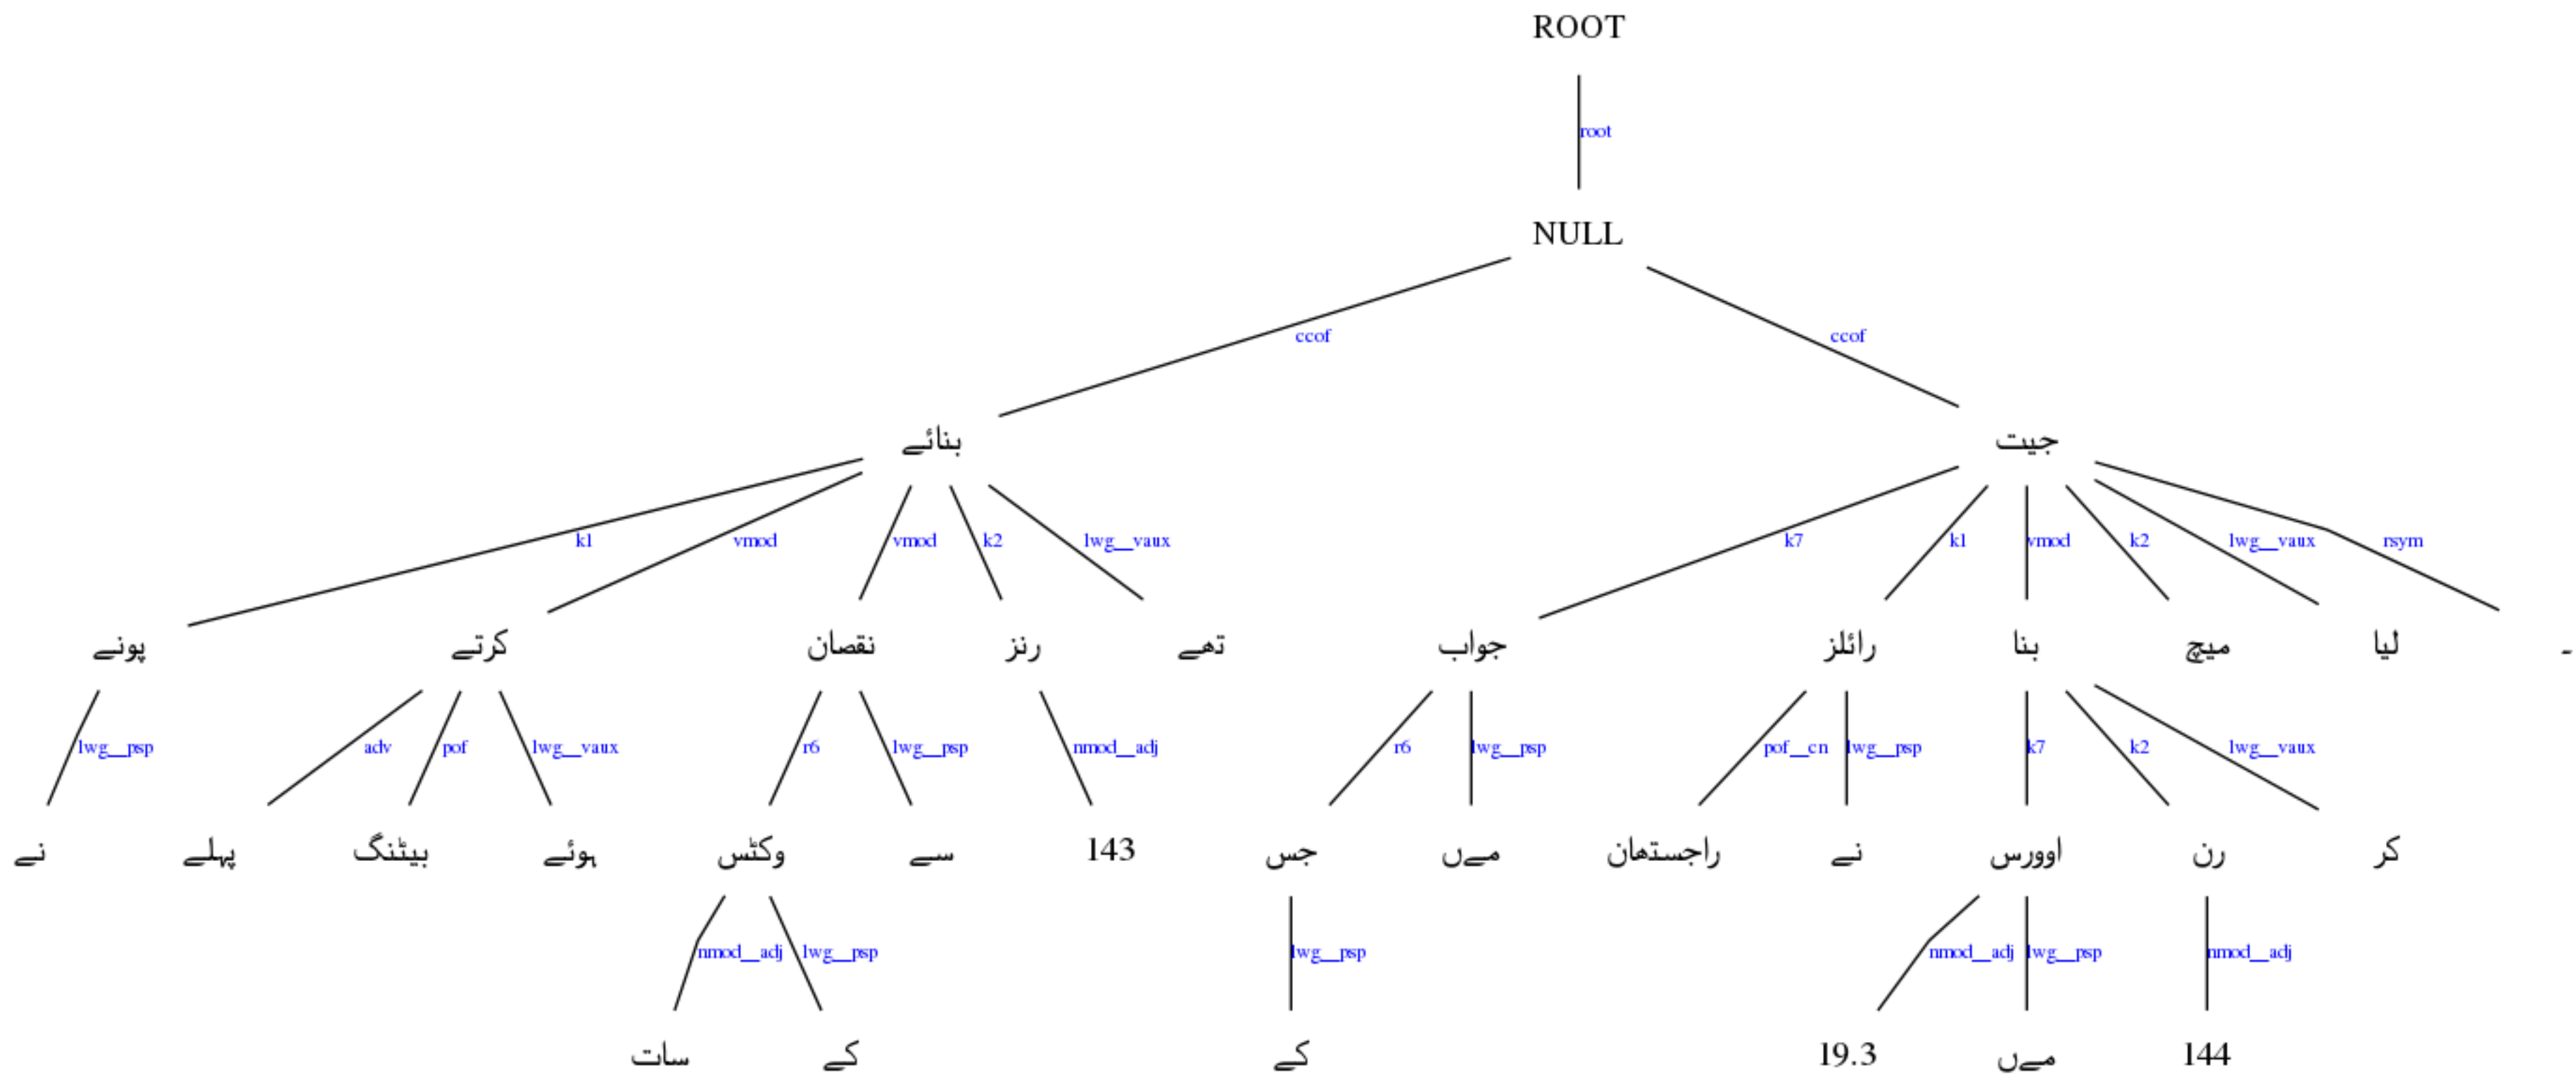 ROOT
root
NULL
ccof ccof
بنائے جیت
k1 vmod vmod k2 lwg__vaux k7 k1 vmod k2 lwg__vaux rsym
پونے کرتے نقصان رنز تھے جواب رائلز بنا میچ لیا ۔
lwg__psp adv pof lwg__vaux r6 lwg__psp nmod__adj r6 lwg__psp pof__cn lwg__psp k7 k2 lwg__vaux
نے پہلے بیٹنگ ہوئے وکٹس سے 143 جس مےں راجستھان نے اوورس رن کر
nmod__adj lwg__psp lwg__psp nmod__adj lwg__psp nmod__adj
سات کے کے 19.3 مےں 144